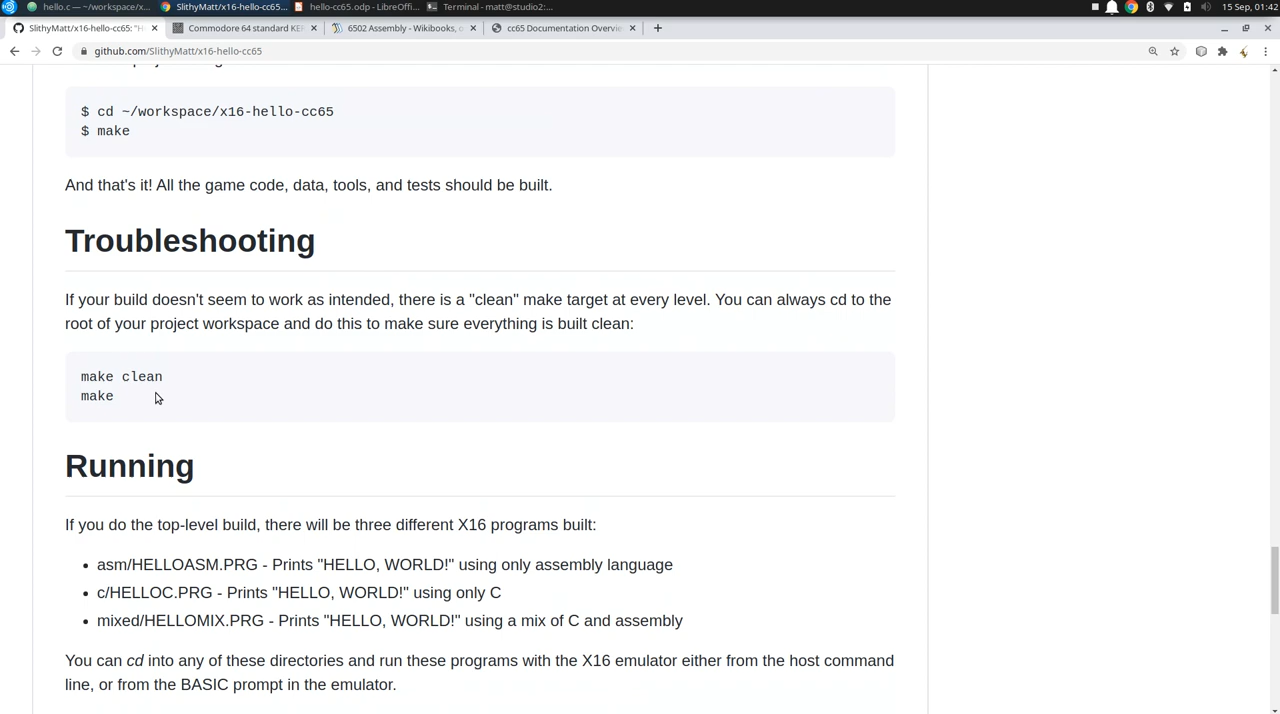 hello.c — ~/workspace/x... SlithyMatt/x16-hello-cc65... hello-cc65.odp - LibreOffi... Terminal - matt@studio2:... 15 Sep, 01:42
SlithyMatt/x16-hello-cc65: "H Commodore 64 standard KER 6502 Assembly - Wikibooks, o cc65 Documentation Overvie
github.com/SlithyMatt/x16-hello-cc65
$ cd ~/workspace/x16-hello-cc65
$ make
And that's it! All the game code, data, tools, and tests should be built.
Troubleshooting
If your build doesn't seem to work as intended, there is a "clean" make target at every level. You can always cd to the
root of your project workspace and do this to make sure everything is built clean:
make clean
make
Running
If you do the top-level build, there will be three different X16 programs built:
• asm/HELLOASM.PRG - Prints "HELLO, WORLD!" using only assembly language
• c/HELLOC.PRG - Prints "HELLO, WORLD!" using only C
• mixed/HELLOMIX.PRG - Prints "HELLO, WORLD!" using a mix of C and assembly
You can cd into any of these directories and run these programs with the X16 emulator either from the host command
line, or from the BASIC prompt in the emulator.